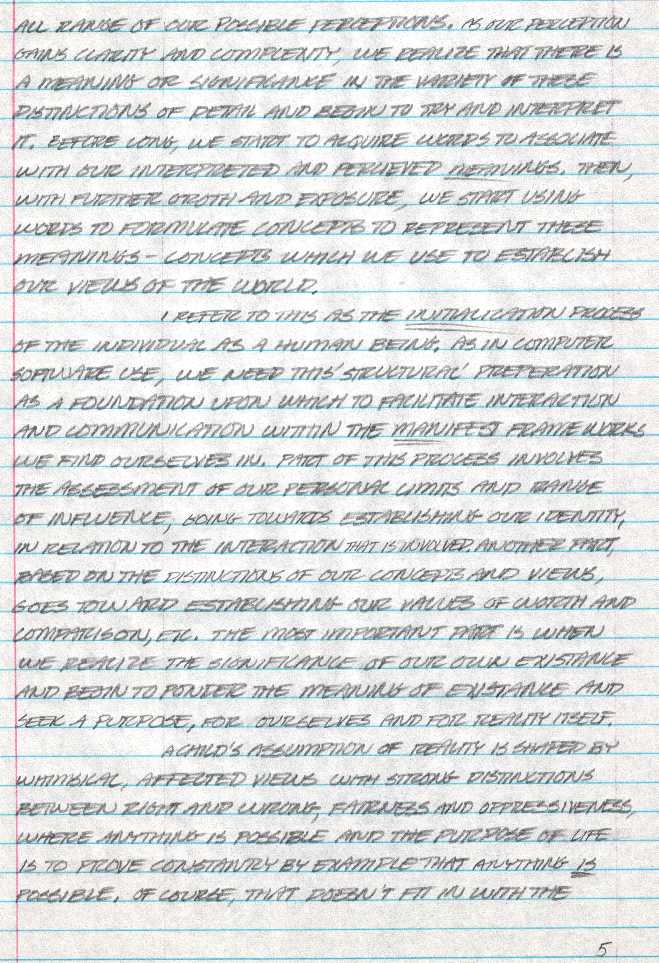 ALL RANGE OF OUR POSSIBLE PERCEPTIONS. AS OUR PERCEPTION
GAINS CLARITY AND COMPLEXITY, WE REALIZE THAT THERE IS
A MEANING OR SIGNIFICANCE IN THE VARIETY OF THESE
DISTINCTIONS OF DETAIL AND BEGIN TO TRY AND INTERPRET
IT. BEFORE LONG, WE START TO ACQUIRE WORDS TO ASSOCIATE
WITH OUR INTERPRETED AND PERCIEVED MEANINGS. THEN,
WITH FURTHER GROTH AND EXPOSURE, WE START USING
WORDS TO FORMULATE CONCEPTS TO REPRESENT THESE
MEANINGS - CONCEPTS WHICH WE USE TO ESTABLISH
OUR VIEWS OF THE WORLD.
I REFER TO THIS AS THE INITIALIZATION PROCESS
OF THE INDIVIDUAL AS A HUMAN BEING. AS IN COMPUTER
SOFTWARE USE, WE NEED THIS 'STRUCTURAL' PREPERATION
AS A FOUNDATION UPON WHICH TO FACILITATE INTERACTION
AND COMMUNICATION WITHIN THE MANIFEST FRAMEWORKS
WE FIND OURSELVES IN. PART OF THIS PROCESS INVOLVES
THE ASSESSMENT OF OUR PERSONAL LIMITS AND RANGE
OF INFLUENCE, GOING TOWARDS ESTABLISHING OUR IDENTITY,
IN RELATION TO THE INTERACTION THAT IS INVOLVED. ANOTHER PART,
BASED ON THE DISTINCTIONS OF OUR CONCEPTS AND VIEWS,
GOES TOWARD ESTABLISHING OUR VALUES OF WORTH AND
COMPARISON, ETC. THE MOST IMPORTANT PART IS WHEN
WE REALIZE THE SIGNIFICANCE OF OUR OWN EXISTANCE
AND BEGIN TO PONDER THE MEANING OF EXISTANCE AND
SEEK A PURPOSE, FOR OURSELVES AND FOR REALITY ITSELF.
A CHILD'S ASSUMPTION OF REALITY IS SHAPED BY
WHIMSICAL, AFFECTED VIEWS WITH STRONG DISTINCTIONS
BETWEEN RIGHT AND WRONG, FAIRNESS AND OPPRESSIVENESS,
WHERE ANYTHING IS POSSIBLE AND THE PURPOSE OF LIFE
IS TO PROVE CONSTANTLY BY EXAMPLE THAT ANYTHING IS
POSSIBLE. OF COURSE, THAT DOESN'T FIT IN WITH THE
5